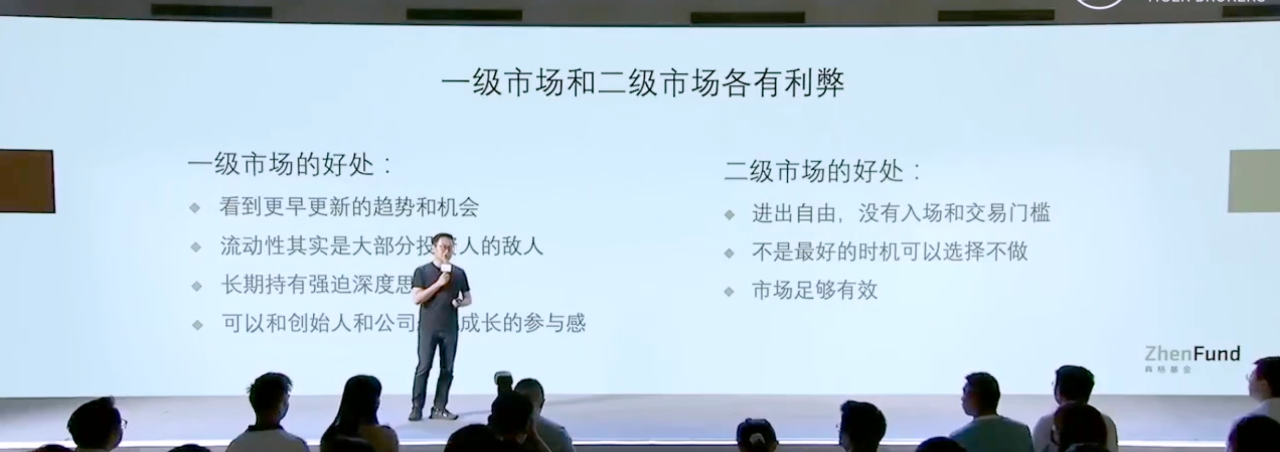 TIGER BROKERS
一级市场和二级市场各有利弊
一级市场的好处：
看到更早更新的趋势和机会
流动性其实是大部分投 人的敌人
长期持有强迫深度思
可以和创始人和公司 成长的参与感
二级市场的好处：
进出自由，没有入场和交易门槛
不是最好的时机可以选择不做
市场足够有效
ZhenFund
真格基金